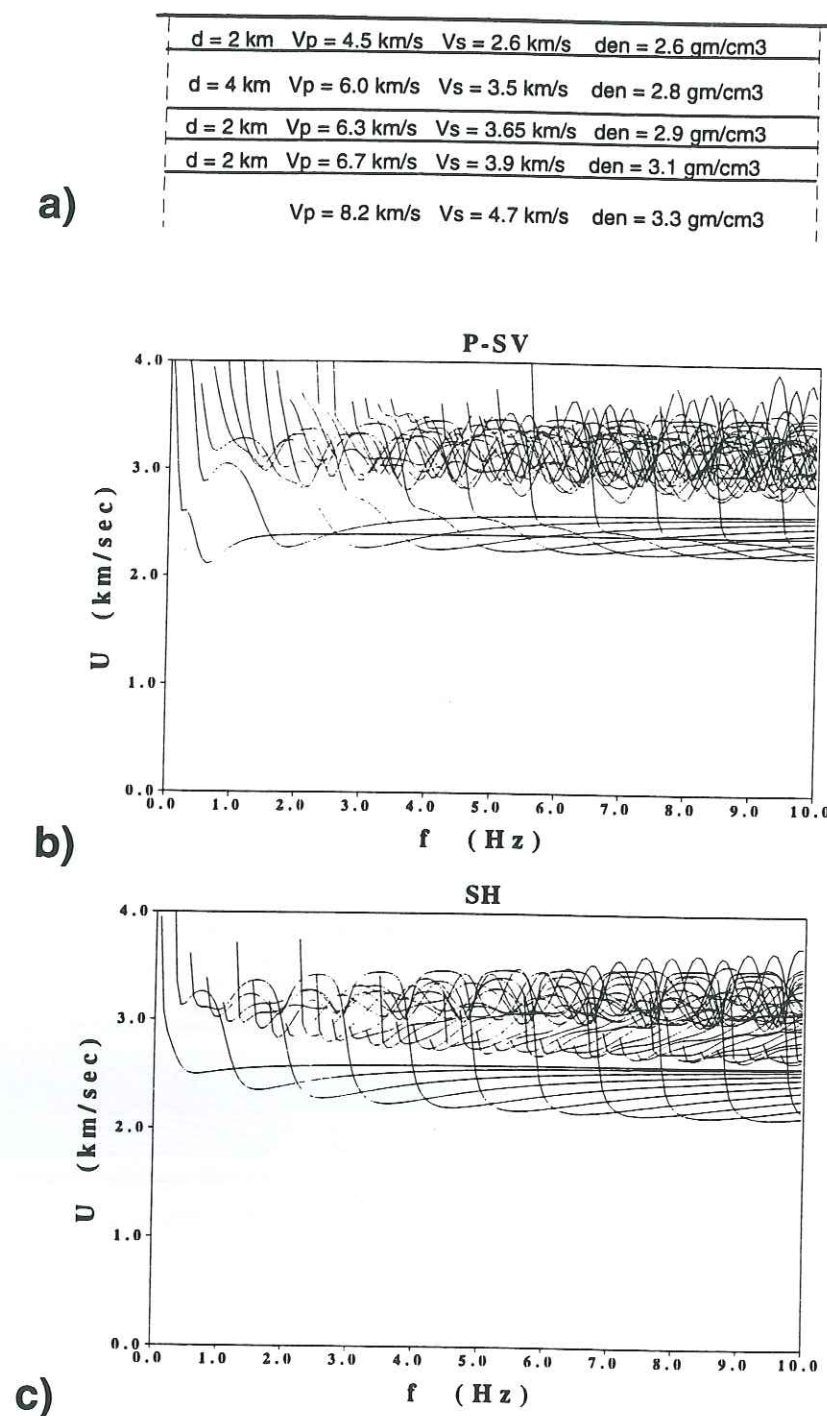 d = 2 km Vp = 4.5 km/s Vs = 2.6 km/s den = 2.6 gm/cm3
d = 4 km Vp = 6.0 km/s Vs = 3.5 km/s den = 2.8 gm/cm3
d = 2 km Vp = 6.3 km/s Vs = 3.65 km/s den = 2.9 gm/cm3
d = 2 km Vp = 6.7 km/s Vs = 3.9 km/s den = 3.1 gm/cm3
a)
Vp = 8.2 km/s Vs = 4.7 km/s den = 3.3 gm/cm3
P-SV
4.0
3.0
2.0
1.0
0.0
U (km/sec)
0.0 1.0 2.0 3.0 4.0 5.0 6.0 7.0 8.0 9.0 10.0
f (Hz)
b)
SH
4.0
3.0
2.0
1.0
0.0
U (km/sec)
0.0 1.0 2.0 3.0 4.0 5.0 6.0 7.0 8.0 9.0 10.0
f (Hz)
c)